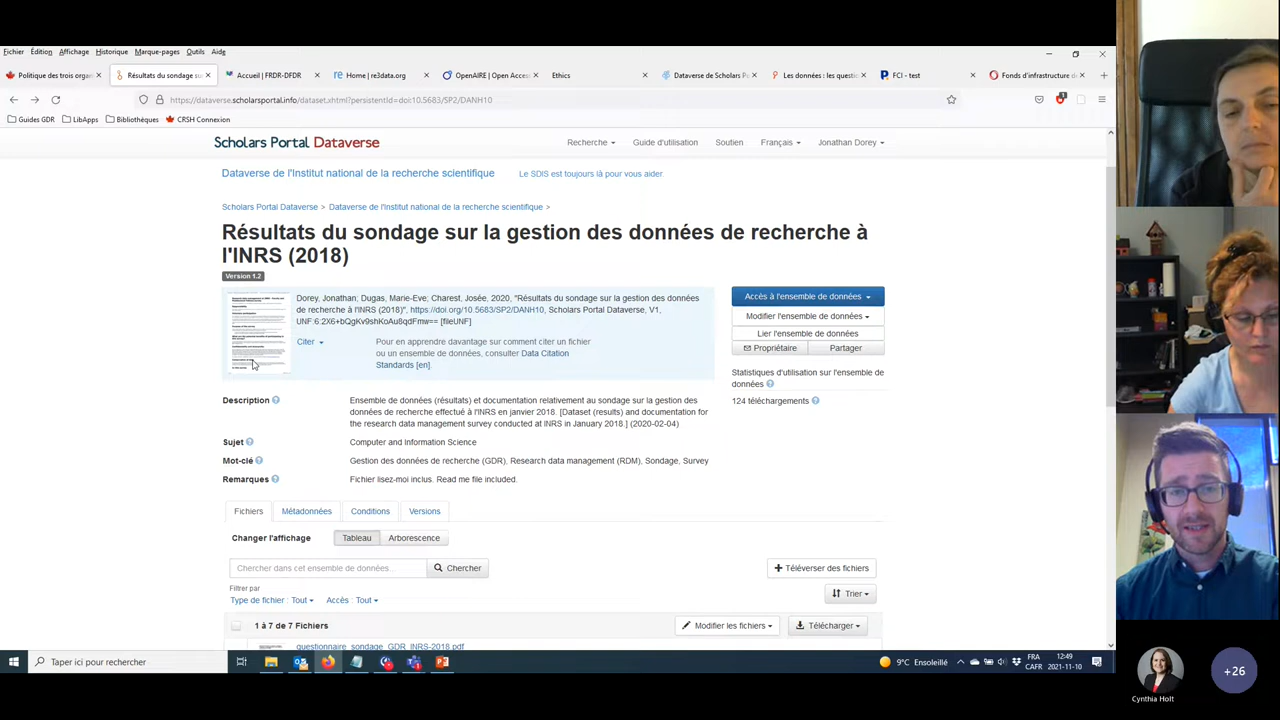 Fichier Édition Affichage Historique Marque-pages Outils Aide
Politique des trois organ Résultats du sondage su Accueil | FRDR-DFDR Home | re3data.org OpenAIRE | Open Acces Ethics Dataverse de Scholars Po Les données : les questi FCI - test Fonds d'infrastructure d
https://dataverse.scholarsportal.info/dataset.xhtml?persistentId=doi:10.5683/SP2/DANH10
Guides GDR LibApps Bibliothèques CRSH Connexion
Scholars Portal Dataverse Recherche Guide d'utilisation Soutien Français Jonathan Dorey
Dataverse de l'Institut national de la recherche scientifique Le SDIS est toujours là pour vous aider.
Scholars Portal Dataverse > Dataverse de l'Institut national de la recherche scientifique >
Résultats du sondage sur la gestion des données de recherche à
l'INRS (2018)
Version 1.2
Dorey, Jonathan; Dugas, Marie-Eve; Charest, Josée, 2020, "Résultats du sondage sur la gestion des données
de recherche à l'INRS (2018)", https://doi.org/10.5683/SP2/DANH10, Scholars Portal Dataverse, V1,
UNF:6:2X6+bQgKv9shKoAu8qdFmw== [fileUNF]
Citer
Pour en apprendre davantage sur comment citer un fichier
ou un ensemble de données, consulter Data Citation
Standards [en].
Accès à l'ensemble de données
Modifier l'ensemble de données
Lier l'ensemble de données
Propriétaire Partager
Statistiques d'utilisation sur l'ensemble de
données
124 téléchargements
Description Ensemble de données (résultats) et documentation relativement au sondage sur la gestion des
données de recherche effectué à l'INRS en janvier 2018. [Dataset (results) and documentation for
the research data management survey conducted at INRS in January 2018.] (2020-02-04)
Sujet Computer and Information Science
Mot-clé Gestion des données de recherche (GDR), Research data management (RDM), Sondage, Survey
Remarques Fichier lisez-moi inclus. Read me file included.
Fichiers Métadonnées Conditions Versions
Changer l'affichage Tableau Arborescence
Chercher dans cet ensemble de données... Chercher Téléverser des fichiers
Filtrer par
Type de fichier : Tout Accès : Tout Trier
1 à 7 de 7 Fichiers Modifier les fichiers Télécharger
questionnaire_sondage_GDR_INRS-2018.pdf
Taper ici pour rechercher
9°C Ensoleillé
FRA
CAFR
12:49
2021-11-10
+26
Cynthia Holt